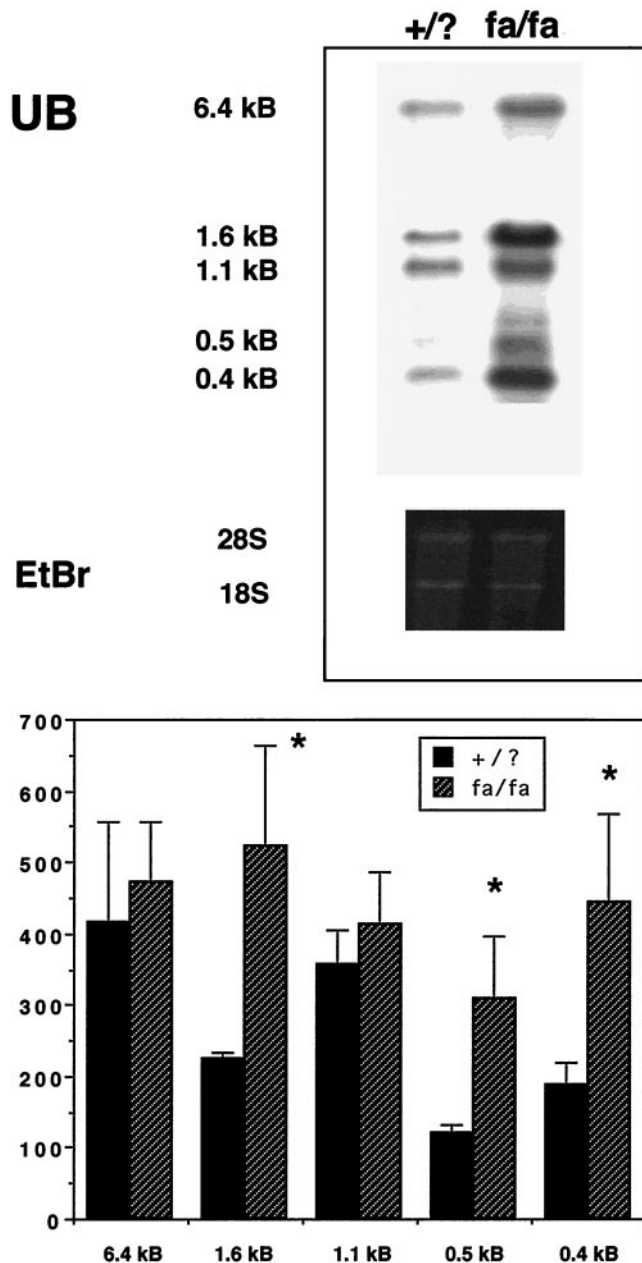 +/? fa/fa
UB
6.4 kB
1.6 kB
1.1 kB
0.5 kB
0.4 kB
28S
EtBr
18S
700
600
500
400
300
200
100
0
*
*
*
+/?
fa/fa
6.4 kB 1.6 kB 1.1 kB 0.5 kB 0.4 kB